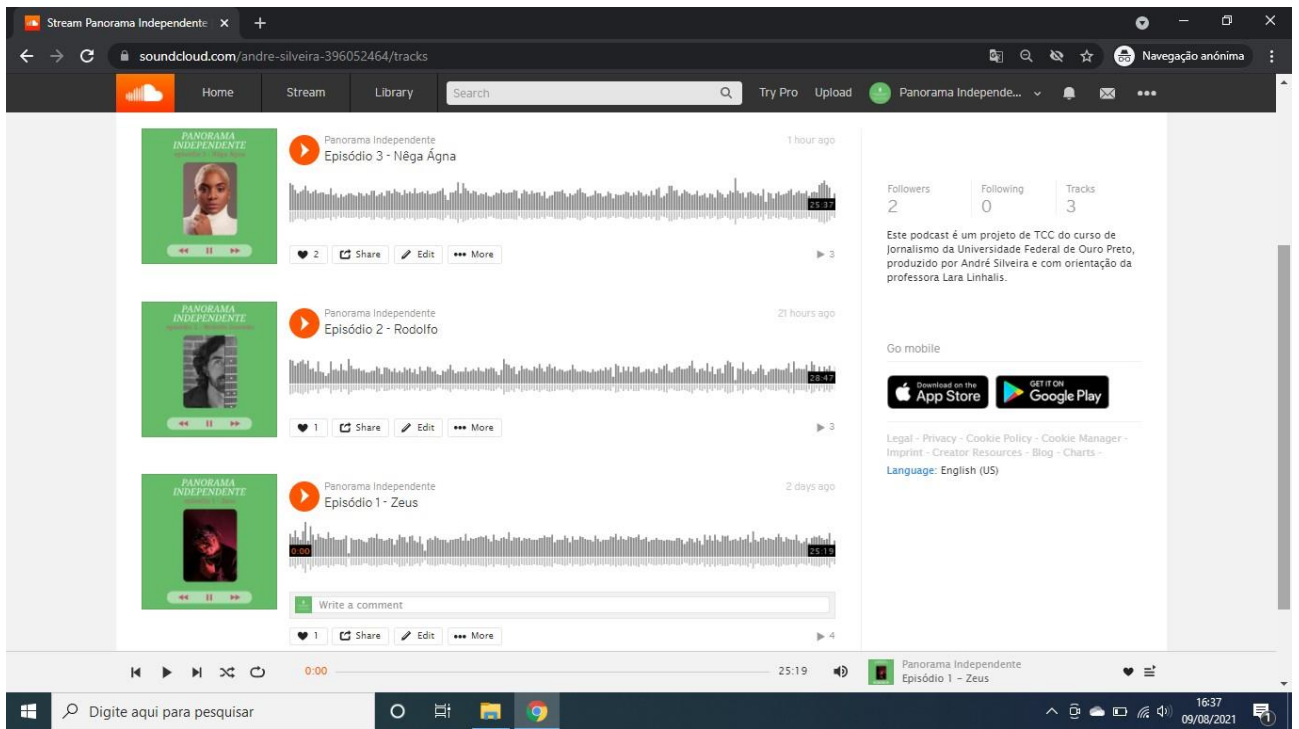 Stream Panorama Independente
soundcloud.com/andre-silveira-396052464/tracks
Navegação anónima
Home Stream Library Search Try Pro Upload Panorama Independe...
PANORAMA
INDEPENDENTE
Panorama Independente 1 hour ago
Episódio 3 - Nêga Ágna
25:37
2 Share Edit More 3
PANORAMA
INDEPENDENTE
Panorama Independente 21 hours ago
Episódio 2 - Rodolfo
28:47
1 Share Edit More 3
PANORAMA
INDEPENDENTE
Panorama Independente 2 days ago
Episódio 1 - Zeus
0:00 25:19
Write a comment
1 Share Edit More 4
Followers Following Tracks
2 0 3
Este podcast é um projeto de TCC do curso de
Jornalismo da Universidade Federal de Ouro Preto,
produzido por André Silveira e com orientação da
professora Lara Linhalis.
Go mobile
Download on the GET IT ON
App Store Google Play
Legal - Privacy - Cookie Policy - Cookie Manager -
Imprint - Creator Resources - Blog - Charts -
Language: English (US)
0:00 25:19
Panorama Independente
Episódio 1 - Zeus
Digite aqui para pesquisar
16:37
09/08/2021
1